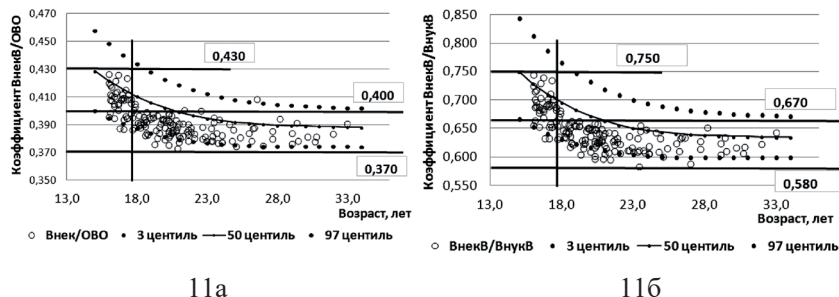 Коэффициент ВнекВ/ОВО
0,470
0,450
0,430
0,410
0,390
0,370
0,350
0,430
0,400
0,370
13,0 18,0 23,0 28,0 33,0
Возраст, лет
Внек/ОВО 3 центиль 50 центиль 97 центиль
11а
Коэффициент ВнекВ/ВнукВ
0,850
0,800
0,750
0,700
0,650
0,600
0,550
0,750
0,670
0,580
13,0 18,0 23,0 28,0 33,0
Возраст, лет
ВнекВ/ВнукВ 3 центиль 50 центиль 97 центиль
11б